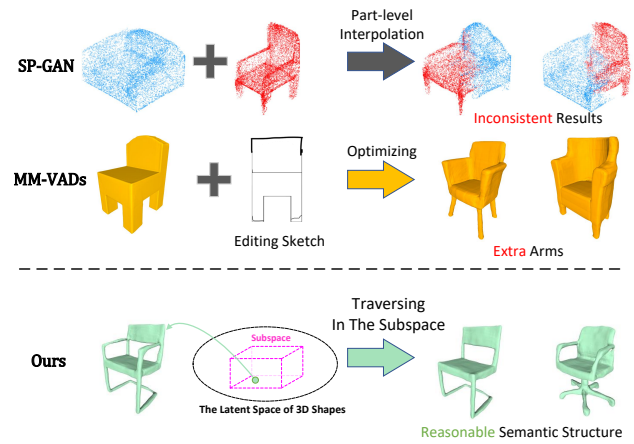 SP-GAN
Part-level
Interpolation
Inconsistent Results
MM-VADs
Editing Sketch
Optimizing
Extra Arms
Ours
Subspace
The Latent Space of 3D Shapes
Traversing
In The Subspace
Reasonable Semantic Structure